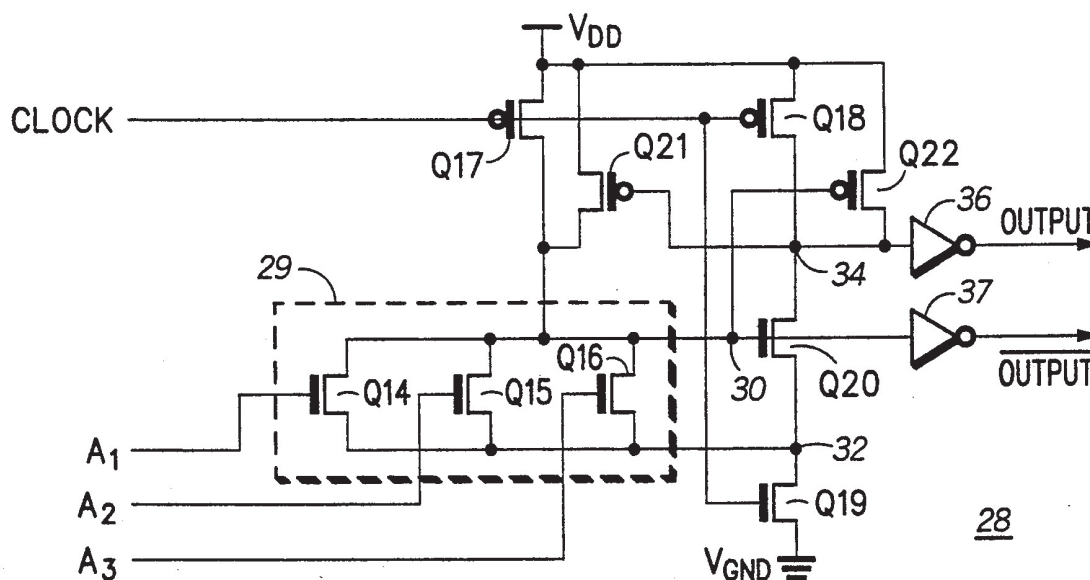 VDD
CLOCK
Q17
Q21
Q18
Q22
36
OUTPUT
34
29
37
Q16
Q14
Q15
30
Q20
OUTPUT
A1
32
A2
Q19
28
A3
VGND